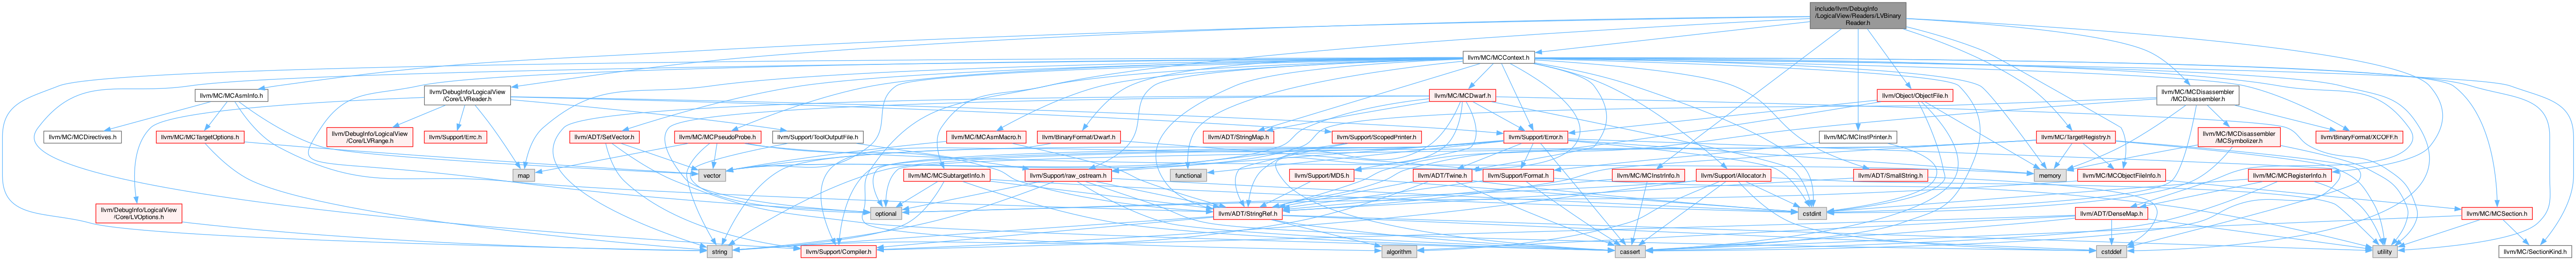 include/llvm/DebugInfo
/LogicalView/Readers/LVBinary
Reader.h
llvm/MC/MCContext.h
llvm/MC/MCAsmInfo.h
llvm/DebugInfo/LogicalView
/Core/LVReader.h
llvm/MC/MCDwarf.h
llvm/Object/ObjectFile.h
llvm/MC/MCDisassembler
/MCDisassembler.h
llvm/MC/MCDirectives.h
llvm/MC/MCTargetOptions.h
llvm/DebugInfo/LogicalView
/Core/LVRange.h
llvm/Support/Errc.h
llvm/ADT/SetVector.h
llvm/MC/MCPseudoProbe.h
llvm/Support/ToolOutputFile.h
llvm/MC/MCAsmMacro.h
llvm/BinaryFormat/Dwarf.h
llvm/ADT/StringMap.h
llvm/Support/ScopedPrinter.h
llvm/Support/Error.h
llvm/MC/MCInstPrinter.h
llvm/MC/TargetRegistry.h
llvm/MC/MCDisassembler
/MCSymbolizer.h
llvm/BinaryFormat/XCOFF.h
map
vector
llvm/MC/MCSubtargetInfo.h
llvm/Support/raw_ostream.h
functional
llvm/Support/MD5.h
llvm/ADT/Twine.h
llvm/Support/Format.h
llvm/MC/MCInstrInfo.h
llvm/Support/Allocator.h
llvm/ADT/SmallString.h
memory
llvm/MC/MCObjectFileInfo.h
llvm/MC/MCRegisterInfo.h
llvm/DebugInfo/LogicalView
/Core/LVOptions.h
optional
llvm/ADT/StringRef.h
cstdint
llvm/ADT/DenseMap.h
llvm/MC/MCSection.h
string
llvm/Support/Compiler.h
algorithm
cassert
cstddef
utility
llvm/MC/SectionKind.h